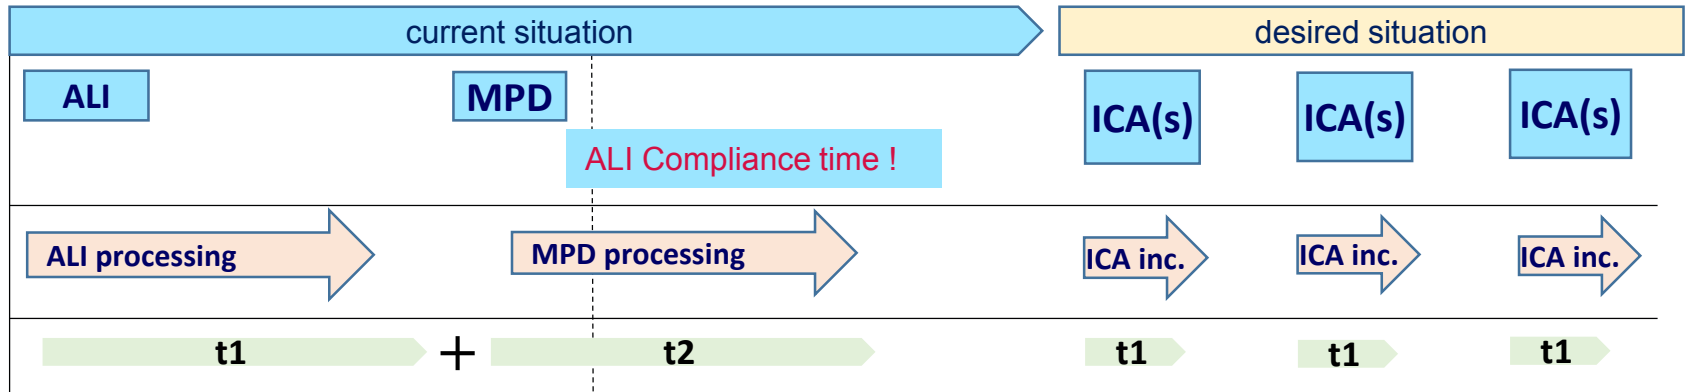 current situation
desired situation
ALI
MPD
ICA(s)
ICA(s)
ICA(s)
ALI Compliance time !
ALI processing
MPD processing
ICA inc.
ICA inc.
ICA inc.
t1
+
t2
t1
t1
t1